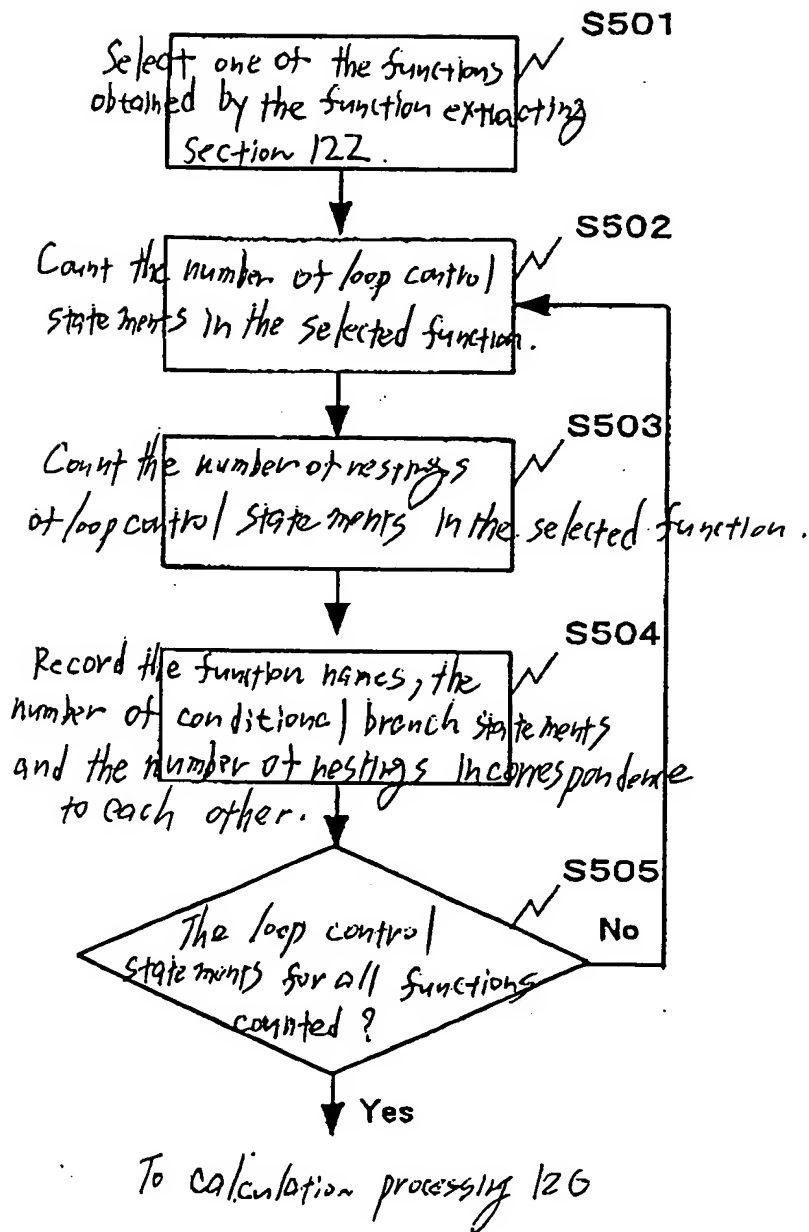 S501
Select one of the functions
obtained by the function extracting
section 122.
S502
Count the number of loop control
statements in the selected function.
S503
Count the number of nestings
of loop control statements in the selected function.
S504
Record the function names, the
number of conditional branch statements
and the number of nestings in correspondence
to each other.
S505
The loop control
statements for all functions
counted?
No
Yes
To calculation processing 120